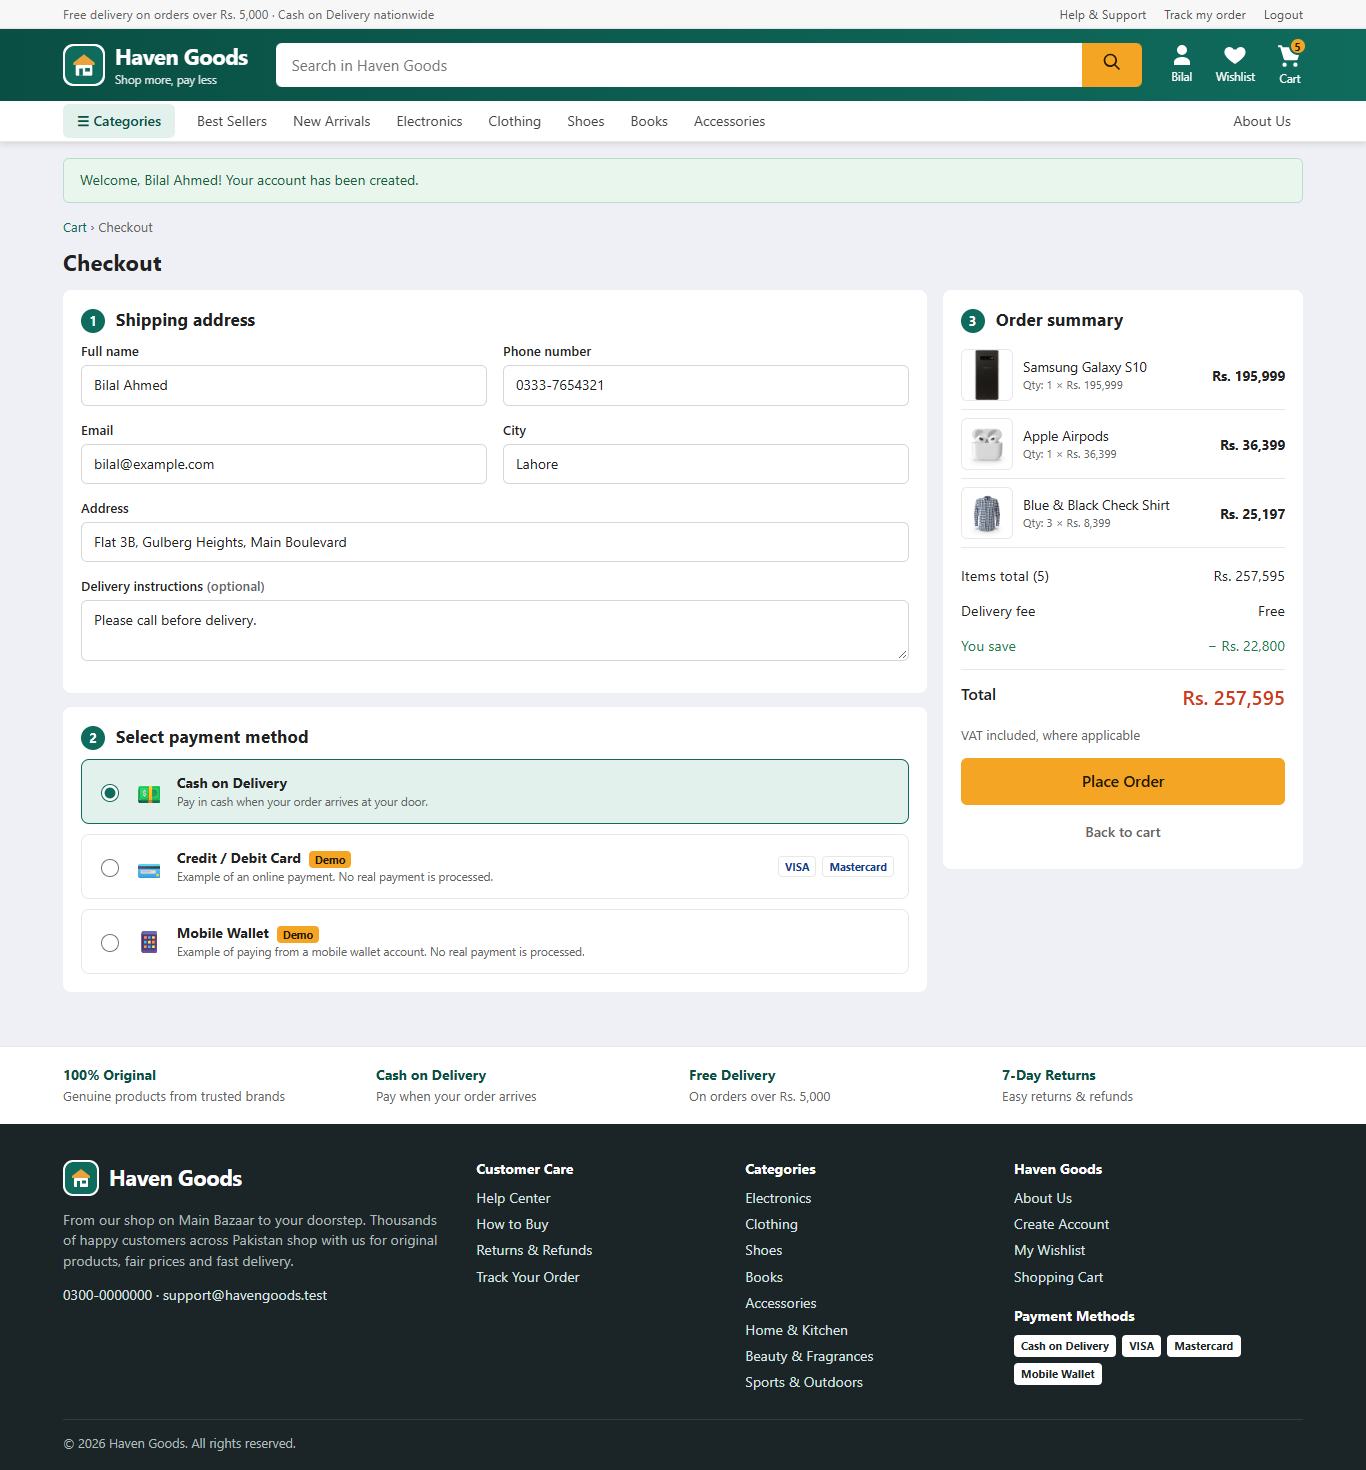 Free delivery on orders over Rs. 5,000 · Cash on Delivery nationwide
Help & Support Track my order Logout
Haven Goods
Shop more, pay less
Search in Haven Goods
Bilal
Wishlist
5
Cart
☰ Categories Best Sellers New Arrivals Electronics Clothing Shoes Books Accessories About Us
Welcome, Bilal Ahmed! Your account has been created.
Cart › Checkout
Checkout
1 Shipping address
Full name
Bilal Ahmed
Phone number
0333-7654321
Email
bilal@example.com
City
Lahore
Address
Flat 3B, Gulberg Heights, Main Boulevard
Delivery instructions (optional)
Please call before delivery.
2 Select payment method
Cash on Delivery
Pay in cash when your order arrives at your door.
Credit / Debit Card Demo
Example of an online payment. No real payment is processed.
VISA Mastercard
Mobile Wallet Demo
Example of paying from a mobile wallet account. No real payment is processed.
3 Order summary
Samsung Galaxy S10
Qty: 1 × Rs. 195,999
Rs. 195,999
Apple Airpods
Qty: 1 × Rs. 36,399
Rs. 36,399
Blue & Black Check Shirt
Qty: 3 × Rs. 8,399
Rs. 25,197
Items total (5) Rs. 257,595
Delivery fee Free
You save − Rs. 22,800
Total Rs. 257,595
VAT included, where applicable
Place Order
Back to cart
100% Original
Genuine products from trusted brands
Cash on Delivery
Pay when your order arrives
Free Delivery
On orders over Rs. 5,000
7-Day Returns
Easy returns & refunds
Haven Goods
From our shop on Main Bazaar to your doorstep. Thousands
of happy customers across Pakistan shop with us for original
products, fair prices and fast delivery.
0300-0000000 · support@havengoods.test
Customer Care
Help Center
How to Buy
Returns & Refunds
Track Your Order
Categories
Electronics
Clothing
Shoes
Books
Accessories
Home & Kitchen
Beauty & Fragrances
Sports & Outdoors
Haven Goods
About Us
Create Account
My Wishlist
Shopping Cart
Payment Methods
Cash on Delivery VISA Mastercard
Mobile Wallet
© 2026 Haven Goods. All rights reserved.